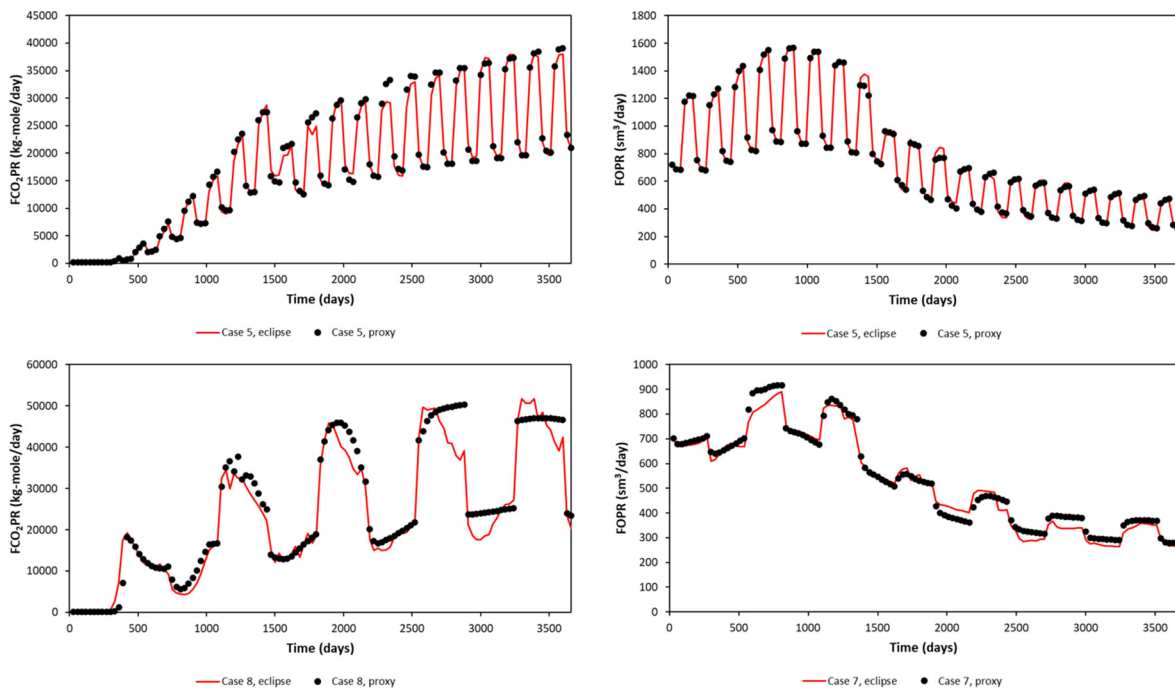 FCO₂PR (kg-mole/day)
45000
40000
35000
30000
25000
20000
15000
10000
5000
0
0 500 1000 1500 2000 2500 3000 3500
Time (days)
Case 5, eclipse Case 5, proxy
FOPR (sm³/day)
1800
1600
1400
1200
1000
800
600
400
200
0
0 500 1000 1500 2000 2500 3000 3500
Time (days)
Case 5, eclipse Case 5, proxy
FCO₂PR (kg-mole/day)
60000
50000
40000
30000
20000
10000
0
0 500 1000 1500 2000 2500 3000 3500
Time (days)
Case 8, eclipse Case 8, proxy
FOPR (sm³/day)
1000
900
800
700
600
500
400
300
200
100
0
0 500 1000 1500 2000 2500 3000 3500
Time (days)
Case 7, eclipse Case 7, proxy